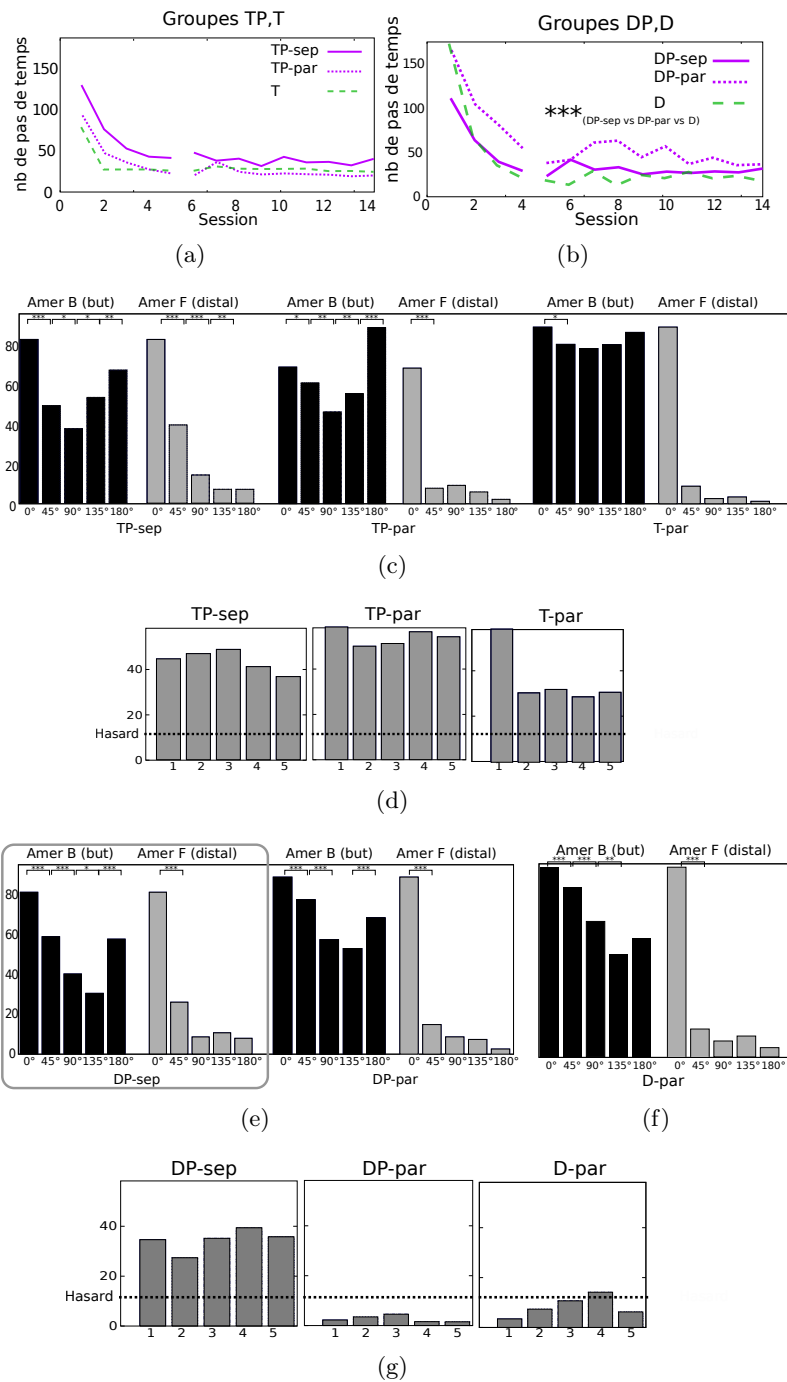 Groupes TP,T
nb de pas de temps
150
100
50
0
TP-sep
TP-par
T
0 2 4 6 8 10 12 14
Session
(a)
Groupes DP,D
nb de pas de temps
150
100
50
0
DP-sep
DP-par
D
***(DP-sep vs DP-par vs D)
0 2 4 6 8 10 12 14
Session
(b)
Amer B (but) Amer F (distal) Amer B (but) Amer F (distal) Amer B (but) Amer F (distal)
*** * * ** *** *** ** * ** ** *** *** *
80
60
40
20
0
0° 45° 90° 135°180° 0° 45° 90° 135°180° 0° 45° 90° 135°180° 0° 45° 90° 135°180° 0° 45° 90° 135°180° 0° 45° 90° 135°180°
TP-sep TP-par T-par
(c)
TP-sep TP-par T-par
40
20
Hasard
0
1 2 3 4 5 1 2 3 4 5 1 2 3 4 5
(d)
Amer B (but) Amer F (distal) Amer B (but) Amer F (distal) Amer B (but) Amer F (distal)
*** *** * *** *** *** *** *** *** *** *** ** ***
80
60
40
20
0
0° 45° 90° 135°180° 0° 45° 90° 135°180° 0° 45° 90° 135°180° 0° 45° 90° 135°180° 0° 45° 90° 135°180° 0° 45° 90° 135°180°
DP-sep DP-par D-par
(e) (f)
DP-sep DP-par D-par
40
20
Hasard
0
1 2 3 4 5 1 2 3 4 5 1 2 3 4 5
(g)